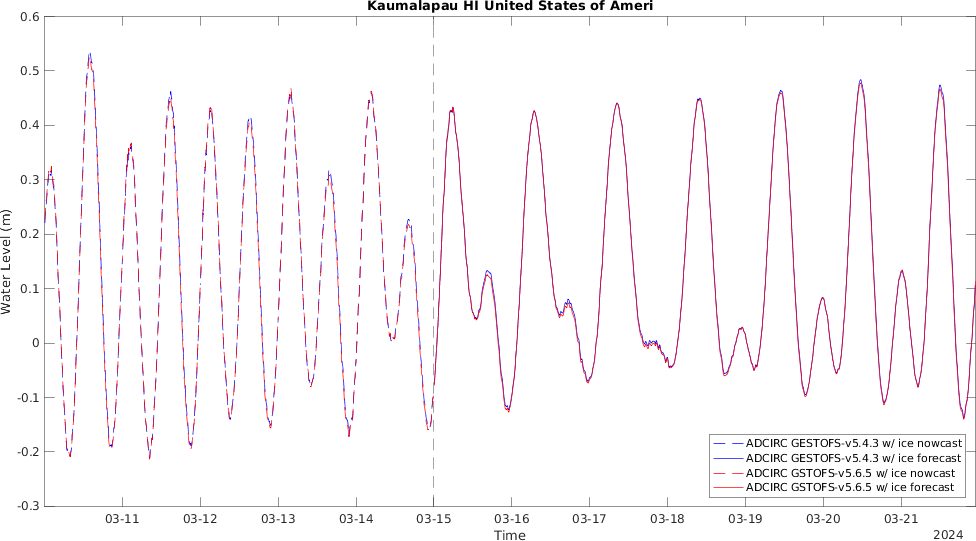 Kaumalapau HI United States of Ameri
0.6
0.5
0.4
0.3
0.2
0.1
0
-0.1
-0.2
-0.3
Water Level (m)
ADCIRC GESTOFS-v5.4.3 w/ ice nowcast
ADCIRC GESTOFS-v5.4.3 w/ ice forecast
ADCIRC GSTOFS-v5.6.5 w/ ice nowcast
ADCIRC GSTOFS-v5.6.5 w/ ice forecast
03-11 03-12 03-13 03-14 03-15 03-16 03-17 03-18 03-19 03-20 03-21
Time
2024